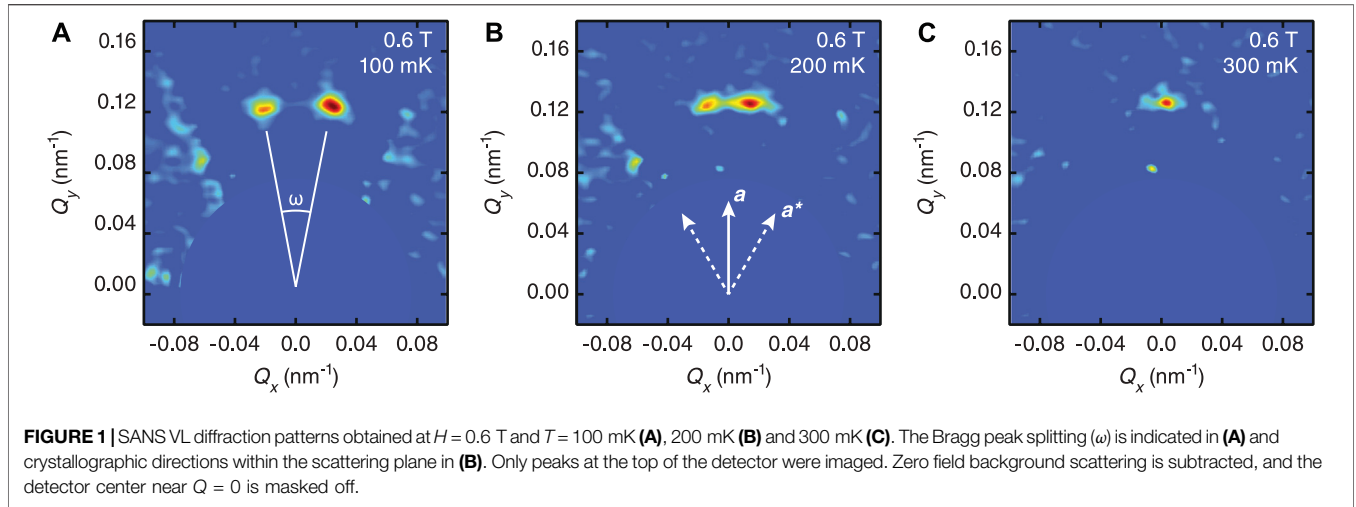 A
0.6 T
100 mK
0.16
0.12
0.08
0.04
0.00
Qy (nm-1)
ω
-0.08 -0.04 0.0 0.04 0.08
Qx (nm-1)
B
0.6 T
200 mK
0.16
0.12
0.08
0.04
0.00
Qy (nm-1)
a
a*
-0.08 -0.04 0.0 0.04 0.08
Qx (nm-1)
C
0.6 T
300 mK
0.16
0.12
0.08
0.04
0.00
Qy (nm-1)
-0.08 -0.04 0.0 0.04 0.08
Qx (nm-1)
FIGURE 1 | SANS VL diffraction patterns obtained at H = 0.6 T and T = 100 mK (A), 200 mK (B) and 300 mK (C). The Bragg peak splitting (ω) is indicated in (A) and
crystallographic directions within the scattering plane in (B). Only peaks at the top of the detector were imaged. Zero field background scattering is subtracted, and the
detector center near Q = 0 is masked off.